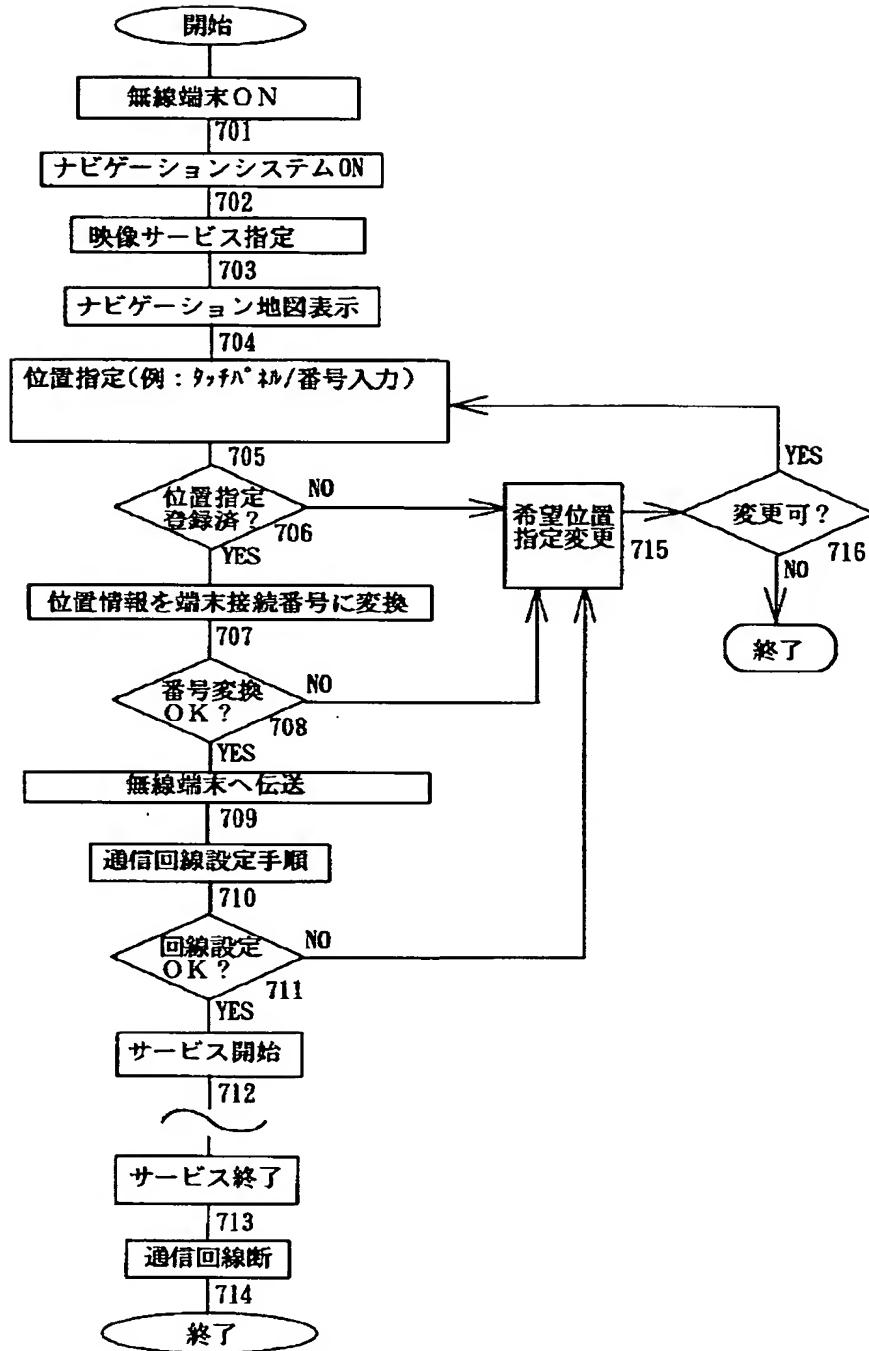 開始
無線端末ON
701
ナビゲーションシステムON
702
映像サービス指定
703
ナビゲーション地図表示
704
位置指定(例：ﾀｯﾁﾊﾟﾈﾙ/番号入力)
705
位置指定
登録済？
706
NO
YES
希望位置
指定変更
715
変更可？
716
YES
NO
終了
位置情報を端末接続番号に変換
707
番号変換
OK？
708
NO
YES
無線端末へ伝送
709
通信回線設定手順
710
回線設定
OK？
711
NO
YES
サービス開始
712
サービス終了
713
通信回線断
714
終了